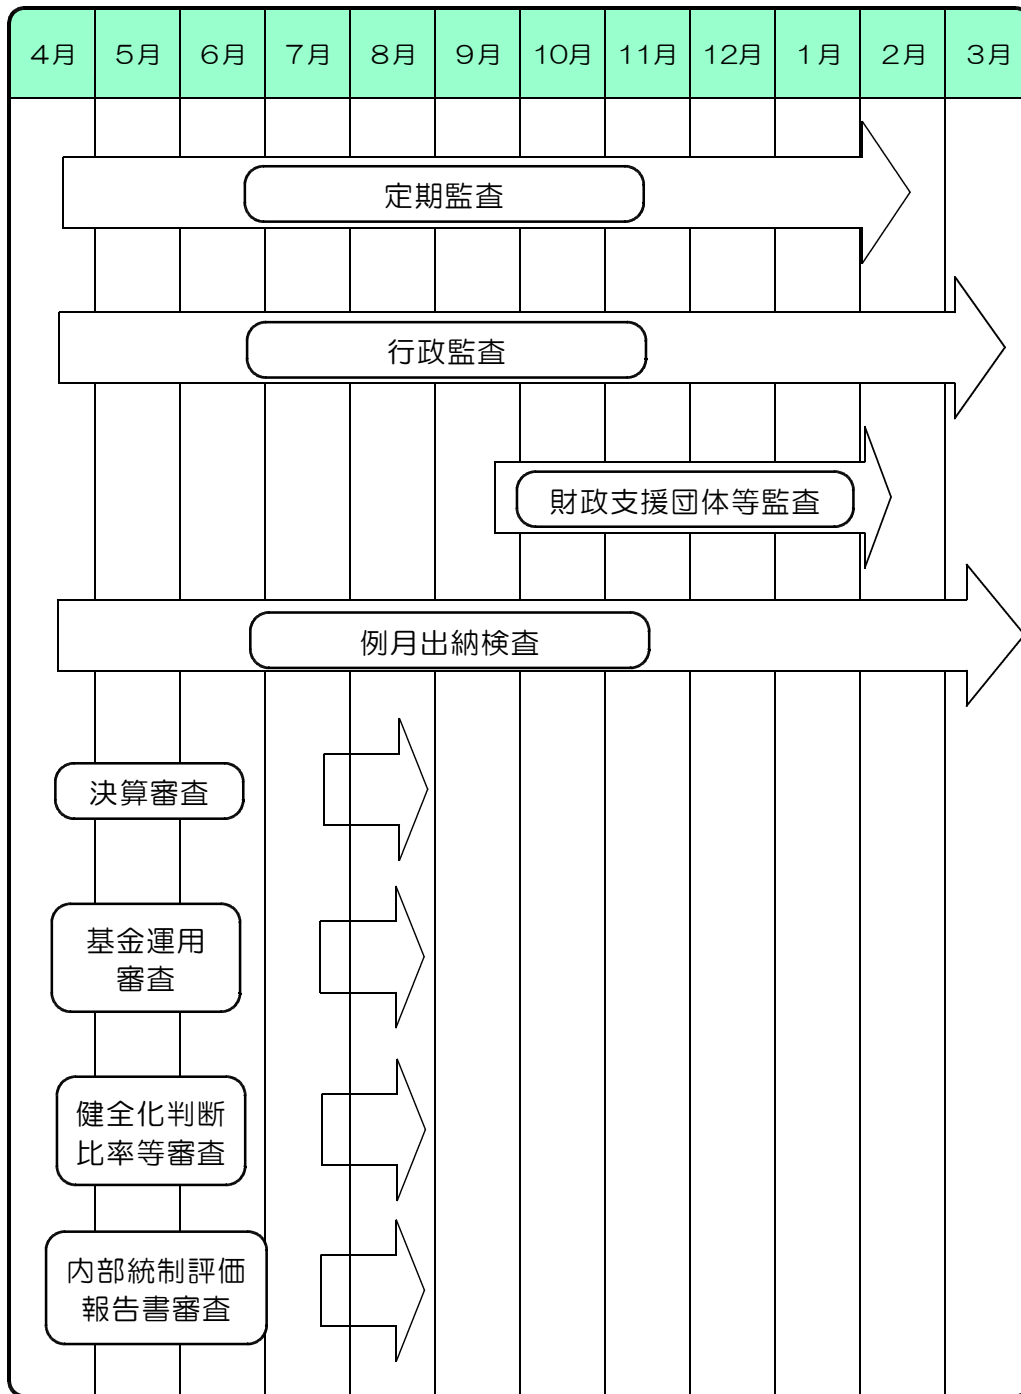 4月 5月 6月 7月 8月 9月 10月 11月 12月 1月 2月 3月
定期監査
行政監査
財政支援団体等監査
例月出納検査
決算審査
基金運用
審査
健全化判断
比率等審査
内部統制評価
報告書審査